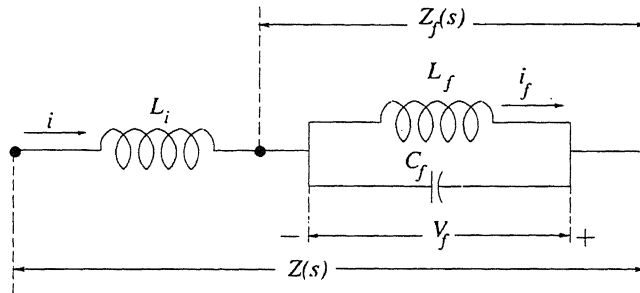 Z_f(s)
i
L_i
L_f
i_f
C_f
− V_f +
Z(s)